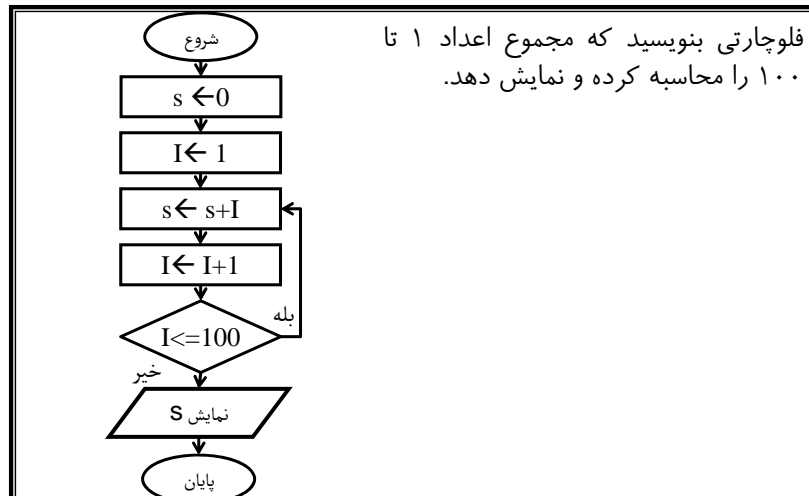 فلوچارتی بنویسید که مجموع اعداد ۱ تا
۱۰۰ را محاسبه کرده و نمایش دهد.
شروع
s ←0
I← 1
s← s+I
I← I+1
I<=100
بله
خیر
نمایش S
پایان